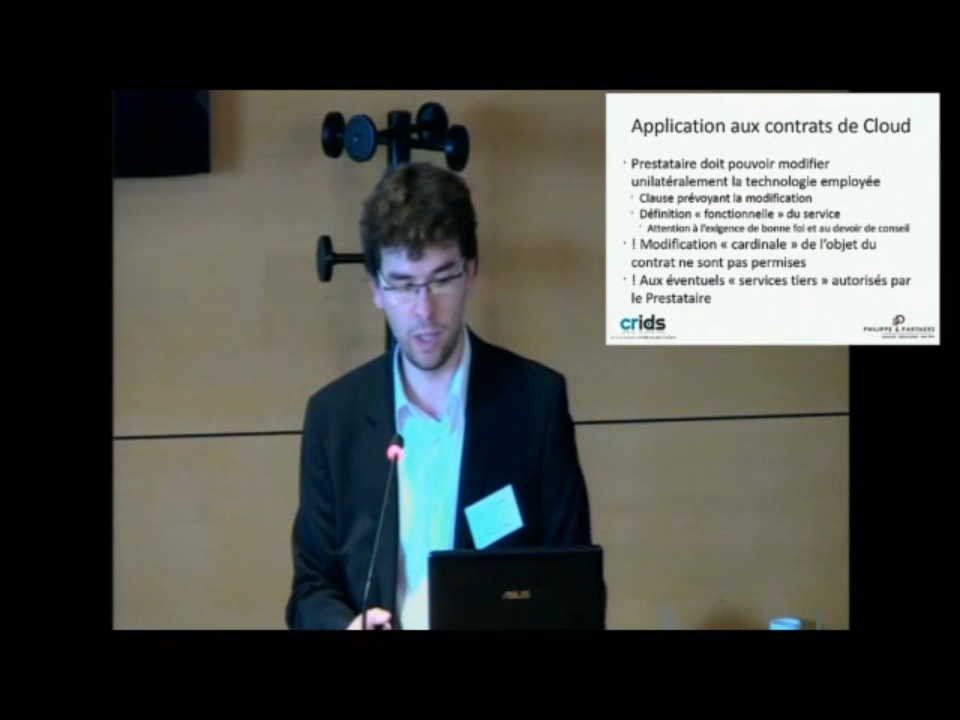 Application aux contrats de Cloud
Prestataire doit pouvoir modifier
unilatéralement la technologie employée
Clause prévoyant la modification
Définition « fonctionnelle » du service
Attention à l'exigence de bonne foi et au devoir de conseil
! Modification « cardinale » de l'objet du
contrat ne sont pas permises
! Aux éventuels « services tiers » autorisés par
le Prestataire
crids
PHILIPPE & PARTNERS
ASUS